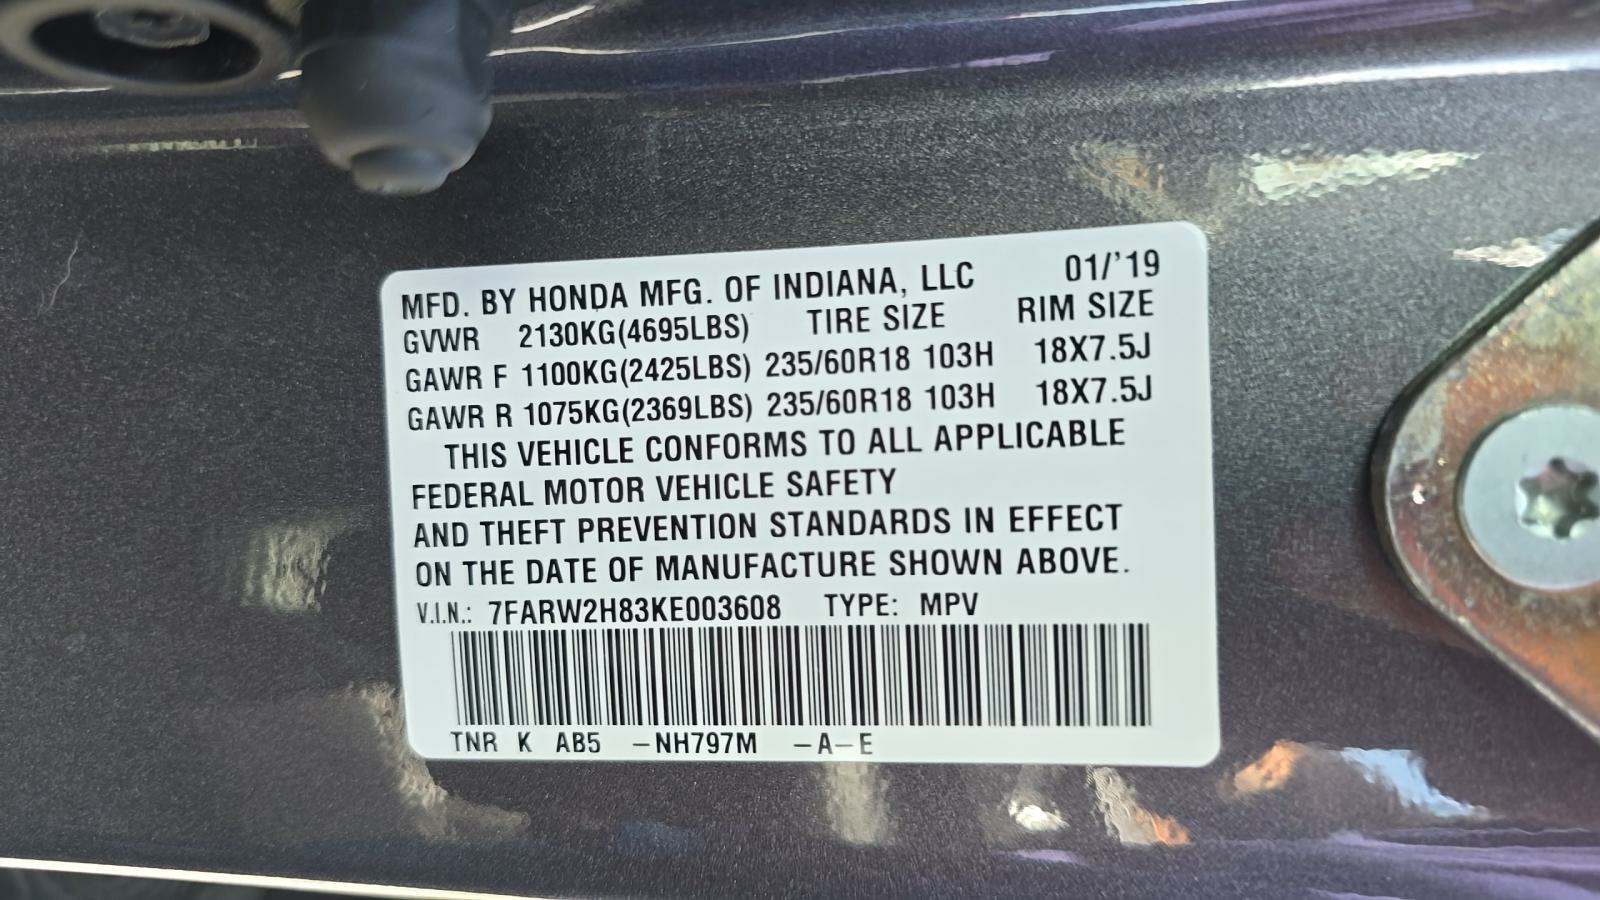 MFD. BY HONDA MFG. OF INDIANA, LLC 01/'19
GVWR 2130KG(4695LBS) TIRE SIZE RIM SIZE
GAWR F 1100KG(2425LBS) 235/60R18 103H 18X7.5J
GAWR R 1075KG(2369LBS) 235/60R18 103H 18X7.5J
THIS VEHICLE CONFORMS TO ALL APPLICABLE
FEDERAL MOTOR VEHICLE SAFETY
AND THEFT PREVENTION STANDARDS IN EFFECT
ON THE DATE OF MANUFACTURE SHOWN ABOVE.
V.I.N.: 7FARW2H83KE003608 TYPE: MPV
TNR K AB5 -NH797M -A-E